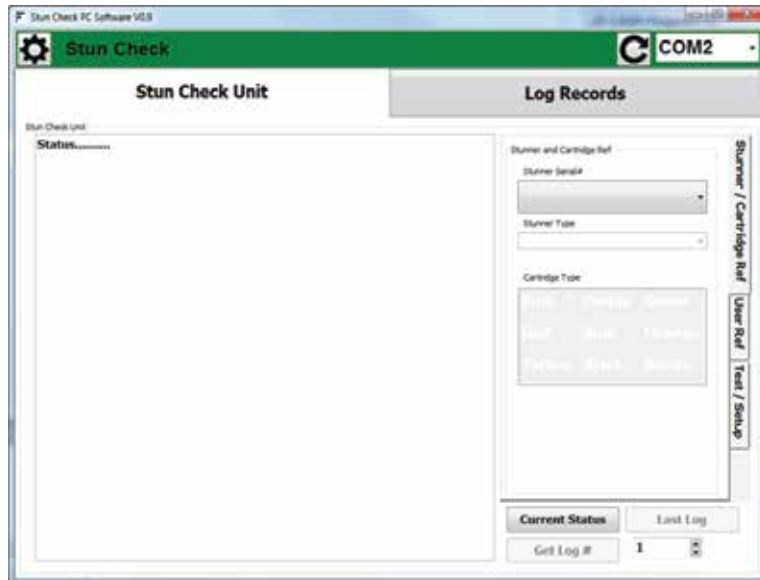 Stun Check PC Software V0.9
Stun Check
COM2
Stun Check Unit
Log Records
Stun Check Unit
Status.........
Stunner and Cartridge Ref
Stunner Serial#
Stunner Type
Cartridge Type
Stunner / Cartridge Ref
User Ref
Test / Setup
Current Status
Last Log
Get Log #
1